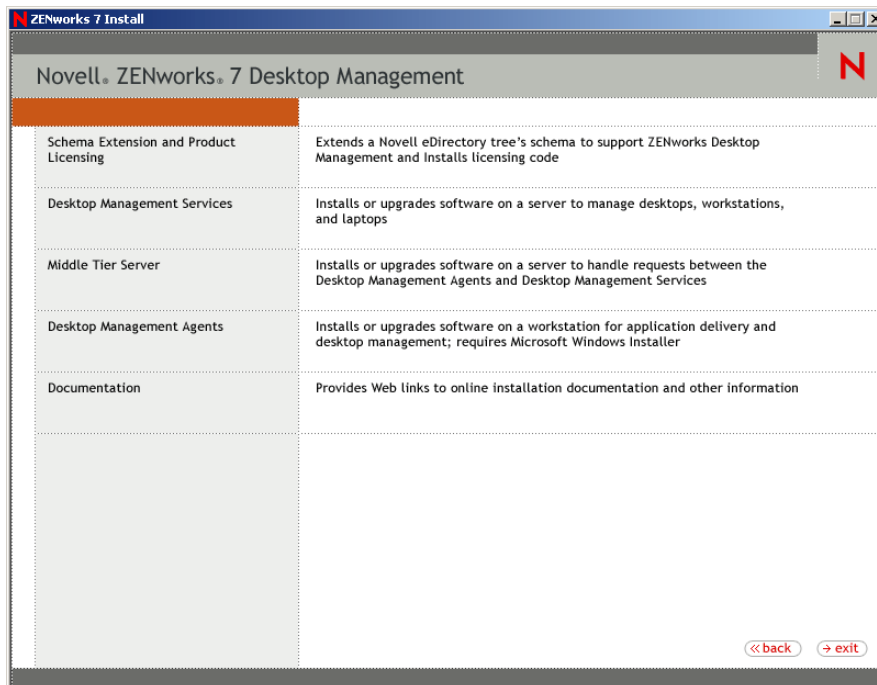 N ZENworks 7 Install
Novell® ZENworks® 7 Desktop Management
N
Schema Extension and Product
Licensing
Extends a Novell eDirectory tree's schema to support ZENworks Desktop
Management and Installs licensing code
Desktop Management Services
Installs or upgrades software on a server to manage desktops, workstations,
and laptops
Middle Tier Server
Installs or upgrades software on a server to handle requests between the
Desktop Management Agents and Desktop Management Services
Desktop Management Agents
Installs or upgrades software on a workstation for application delivery and
desktop management; requires Microsoft Windows Installer
Documentation
Provides Web links to online installation documentation and other information
« back
→ exit